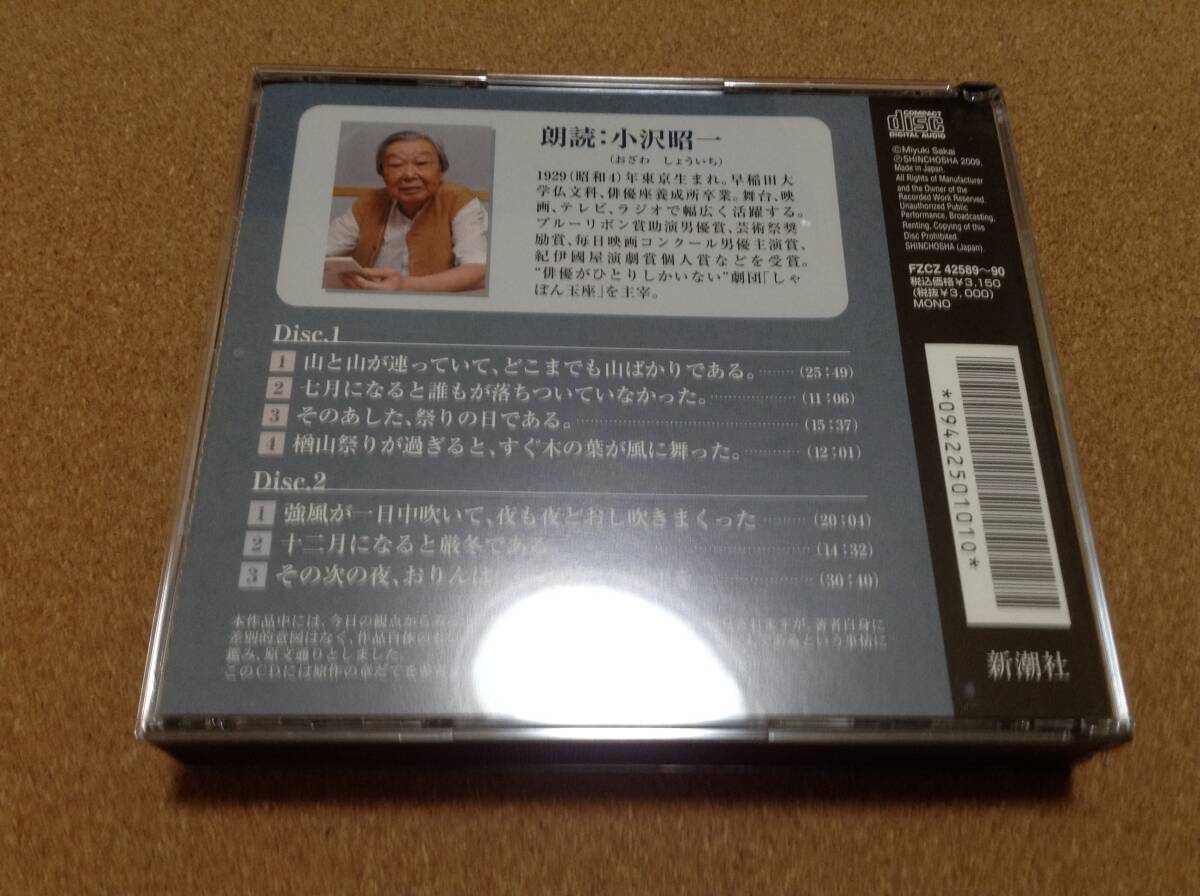 朗読：小沢昭一
（おざわ しょういち）
1929（昭和4）年東京生まれ。早稲田大
学仏文科、俳優座養成所卒業。舞台、映
画、テレビ、ラジオで幅広く活躍する。
ブルーリボン賞助演男優賞、芸術祭奨
励賞、毎日映画コンクール男優主演賞、
紀伊國屋演劇賞個人賞などを受賞。
“俳優がひとりしかいない”劇団「しゃ
ぼん玉座」を主宰。
Disc.1
1 山と山が連っていて、どこまでも山ばかりである。 (25:49)
2 七月になると誰もが落ちついていなかった。 (11:06)
3 そのあした、祭りの日である。 (15:37)
4 楢山祭りが過ぎると、すぐ木の葉が風に舞った。 (12:01)
Disc.2
1 強風が一日中吹いて、夜も夜どおし吹きまくった (20:04)
2 十二月になると厳冬である。 (14:32)
3 その次の夜、おりんは (30:40)
本作品中には、今日の観点からみ
差別的意図はなく、作品自体の という事情に
鑑み、原文通りとしました。
このCDには原作の章だてを
COMPACT
disc
DIGITAL AUDIO
©Miyuki Sakai
℗SHINCHOSHA 2009,
Made in Japan.
All Rights of Manufacturer
and the Owner of the
Recorded Work Reserved.
Unauthorized Public
Performance, Broadcasting,
Renting, Copying of this
Disc Prohibited.
SHINCHOSHA (Japan).
FZCZ 42589〜90
税込価格¥3,150
(税抜¥3,000)
MONO
*09422501010*
新潮社